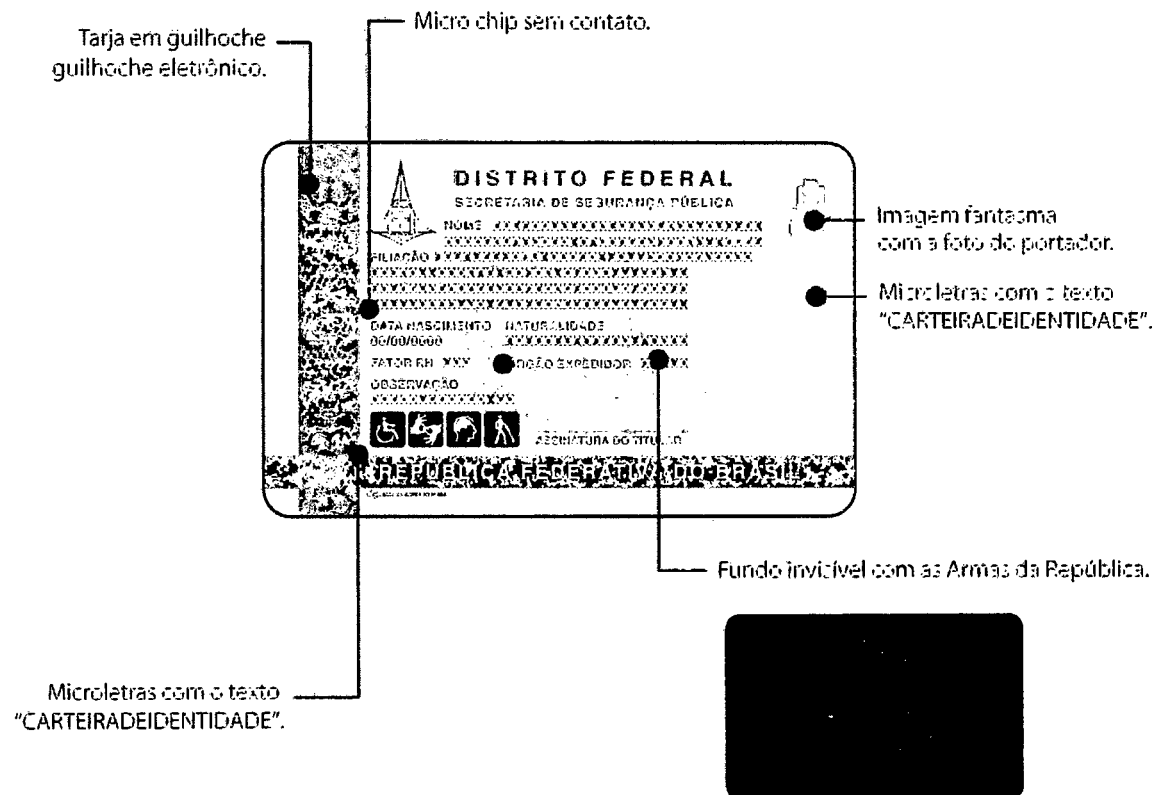 Micro chip sem contato.
Tarja em guilhoche
guilhoche eletrônico.
DISTRITO FEDERAL
SECRETARIA DE SEGURANÇA PÚBLICA
NOME XXXXXXXXXXXXXXXXXXXXXXXXXXXXX
FILIAÇÃO
DATA NASCIMENTO NATURALIDADE
00/00/0000
FATOR RH XXX ÓRGÃO EXPEDIDOR
OBSERVAÇÃO
ASSINATURA DO TITULAR
REPÚBLICA FEDERATIVA DO BRASIL
Imagem fantasma
com a foto do portador.
Microletras com o texto
"CARTEIRADEIDENTIDADE".
Fundo invicível com as Armas da República.
Microletras com o texto
"CARTEIRADEIDENTIDADE".